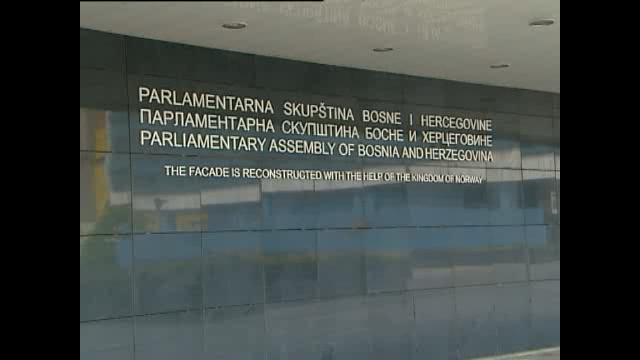 PARLAMENTARNA SKUPŠTINA BOSNE I HERCEGOVINE
ПАРЛАМЕНТАРНА СКУПШТИНА БОСНЕ И ХЕРЦЕГОВИНЕ
PARLIAMENTARY ASSEMBLY OF BOSNIA AND HERZEGOVINA
THE FACADE IS RECONSTRUCTED WITH THE HELP OF THE KINGDOM OF NORWAY